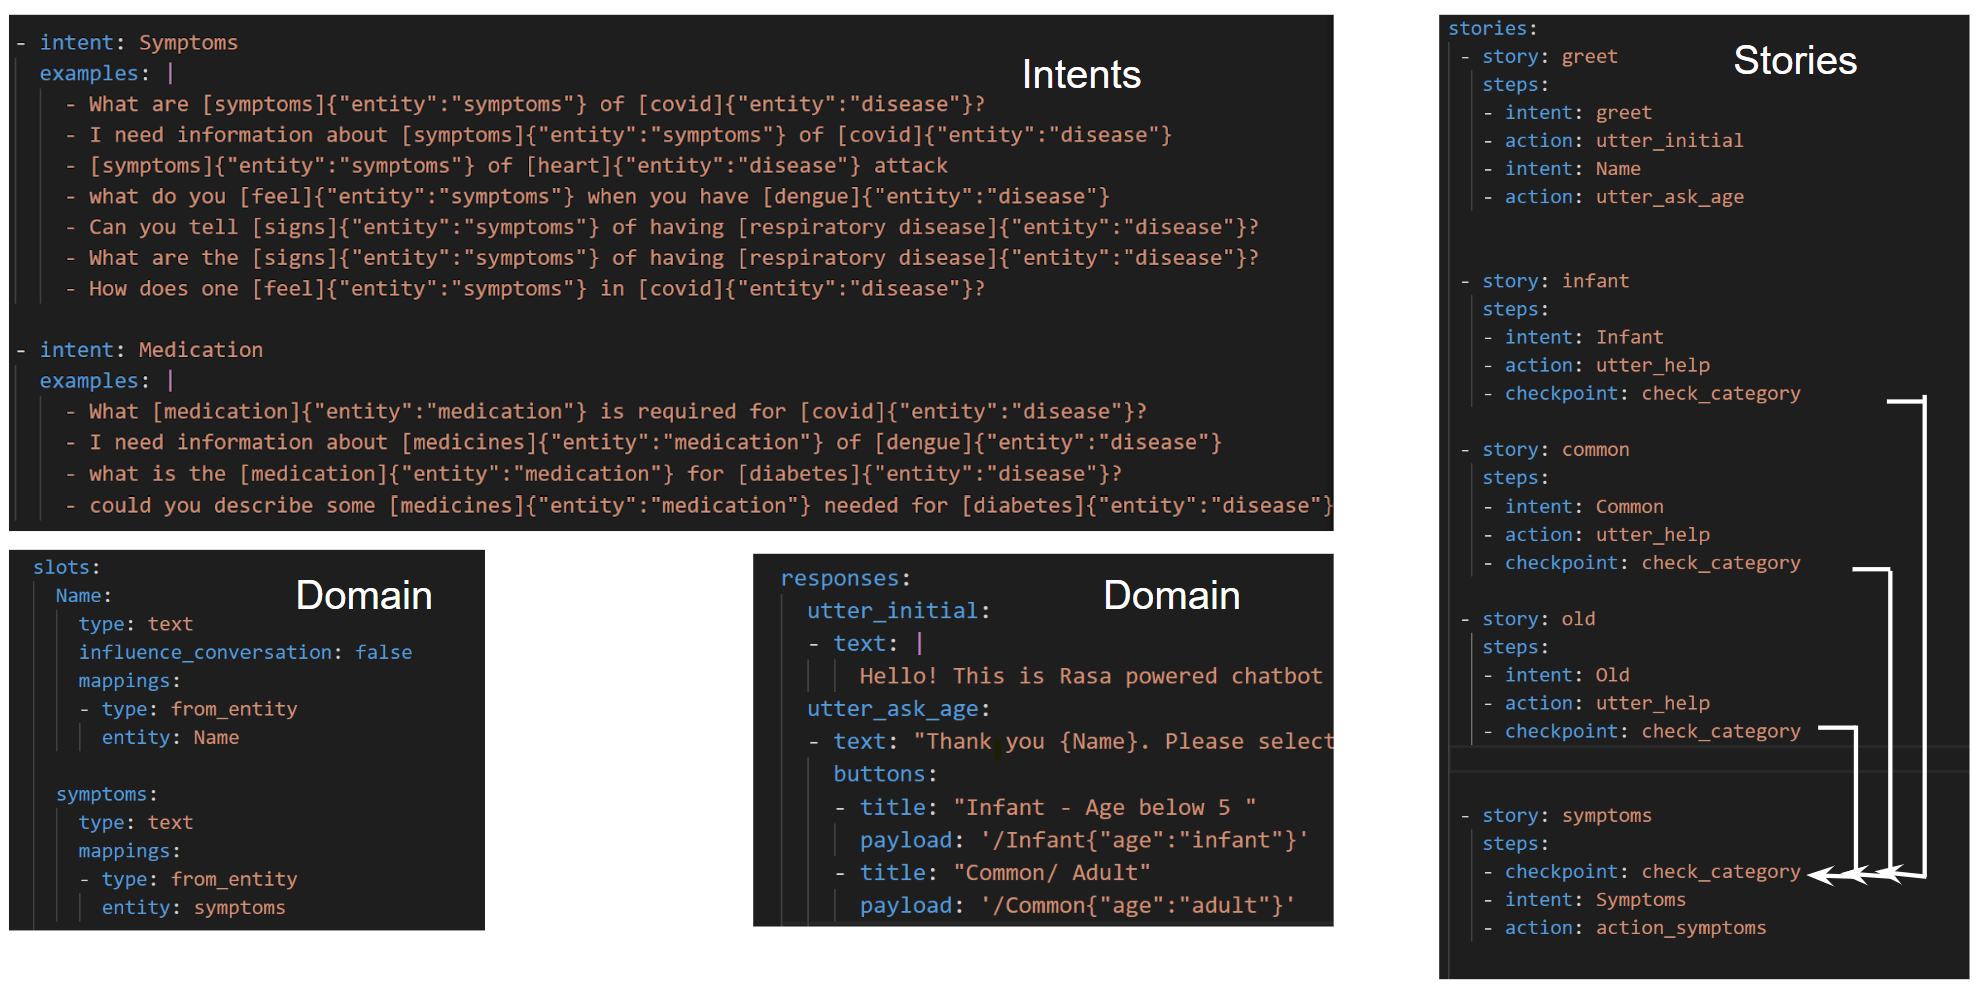 - intent: Symptoms
examples: |
- What are [symptoms]{"entity":"symptoms"} of [covid]{"entity":"disease"}?
- I need information about [symptoms]{"entity":"symptoms"} of [covid]{"entity":"disease"}
- [symptoms]{"entity":"symptoms"} of [heart]{"entity":"disease"} attack
- what do you [feel]{"entity":"symptoms"} when you have [dengue]{"entity":"disease"}
- Can you tell [signs]{"entity":"symptoms"} of having [respiratory disease]{"entity":"disease"}?
- What are the [signs]{"entity":"symptoms"} of having [respiratory disease]{"entity":"disease"}?
- How does one [feel]{"entity":"symptoms"} in [covid]{"entity":"disease"}?
- intent: Medication
examples: |
- What [medication]{"entity":"medication"} is required for [covid]{"entity":"disease"}?
- I need information about [medicines]{"entity":"medication"} of [dengue]{"entity":"disease"}
- what is the [medication]{"entity":"medication"} for [diabetes]{"entity":"disease"}?
- could you describe some [medicines]{"entity":"medication"} needed for [diabetes]{"entity":"disease"}
Intents
slots:
Name:
type: text
influence_conversation: false
mappings:
- type: from_entity
entity: Name
symptoms:
type: text
mappings:
- type: from_entity
entity: symptoms
Domain
responses:
utter_initial:
- text: |
Hello! This is Rasa powered chatbot
utter_ask_age:
- text: "Thank you {Name}. Please select
buttons:
- title: "Infant - Age below 5 "
payload: '/Infant{"age":"infant"}'
- title: "Common/ Adult"
payload: '/Common{"age":"adult"}'
Domain
stories:
- story: greet
steps:
- intent: greet
- action: utter_initial
- intent: Name
- action: utter_ask_age
- story: infant
steps:
- intent: Infant
- action: utter_help
- checkpoint: check_category
- story: common
steps:
- intent: Common
- action: utter_help
- checkpoint: check_category
- story: old
steps:
- intent: Old
- action: utter_help
- checkpoint: check_category
- story: symptoms
steps:
- checkpoint: check_category
- intent: Symptoms
- action: action_symptoms
Stories